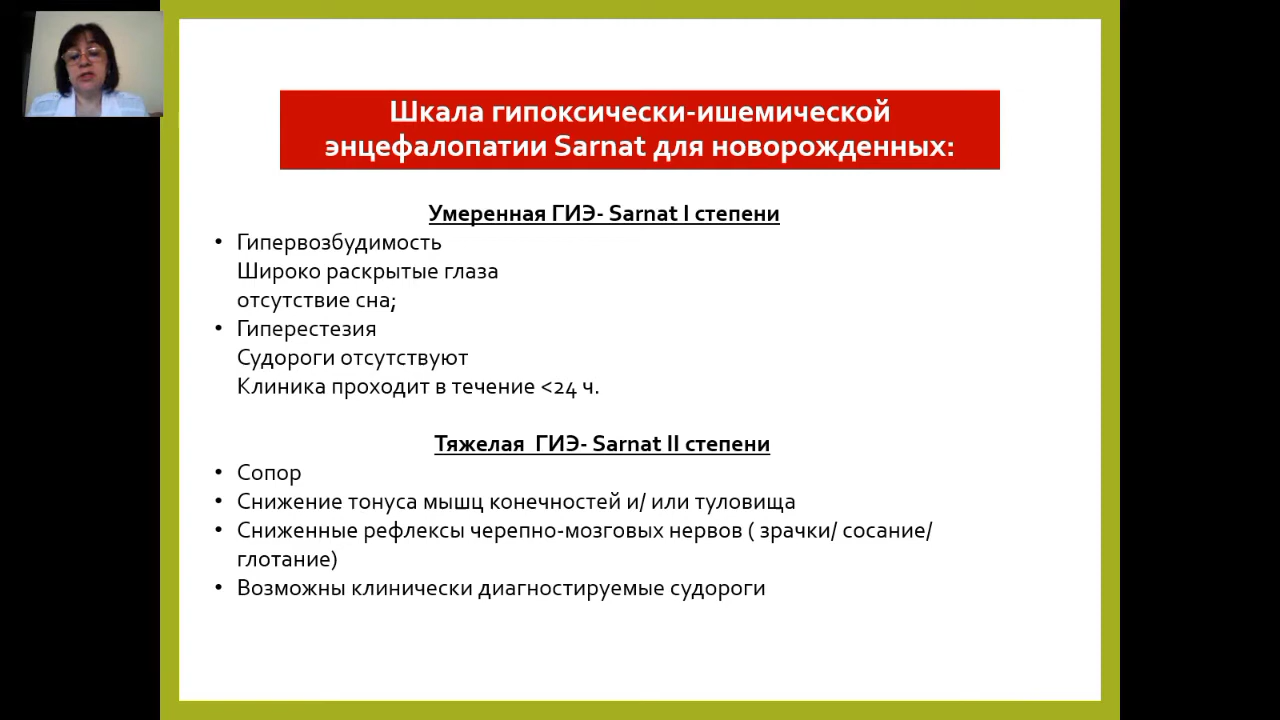 Шкала гипоксически-ишемической
энцефалопатии Sarnat для новорожденных:
Умеренная ГИЭ- Sarnat I степени
• Гипервозбудимость
Широко раскрытые глаза
отсутствие сна;
• Гиперестезия
Судороги отсутствуют
Клиника проходит в течение <24 ч.
Тяжелая  ГИЭ- Sarnat II степени
• Сопор
• Снижение тонуса мышц конечностей и/ или туловища
• Сниженные рефлексы черепно-мозговых нервов ( зрачки/ сосание/
глотание)
• Возможны клинически диагностируемые судороги